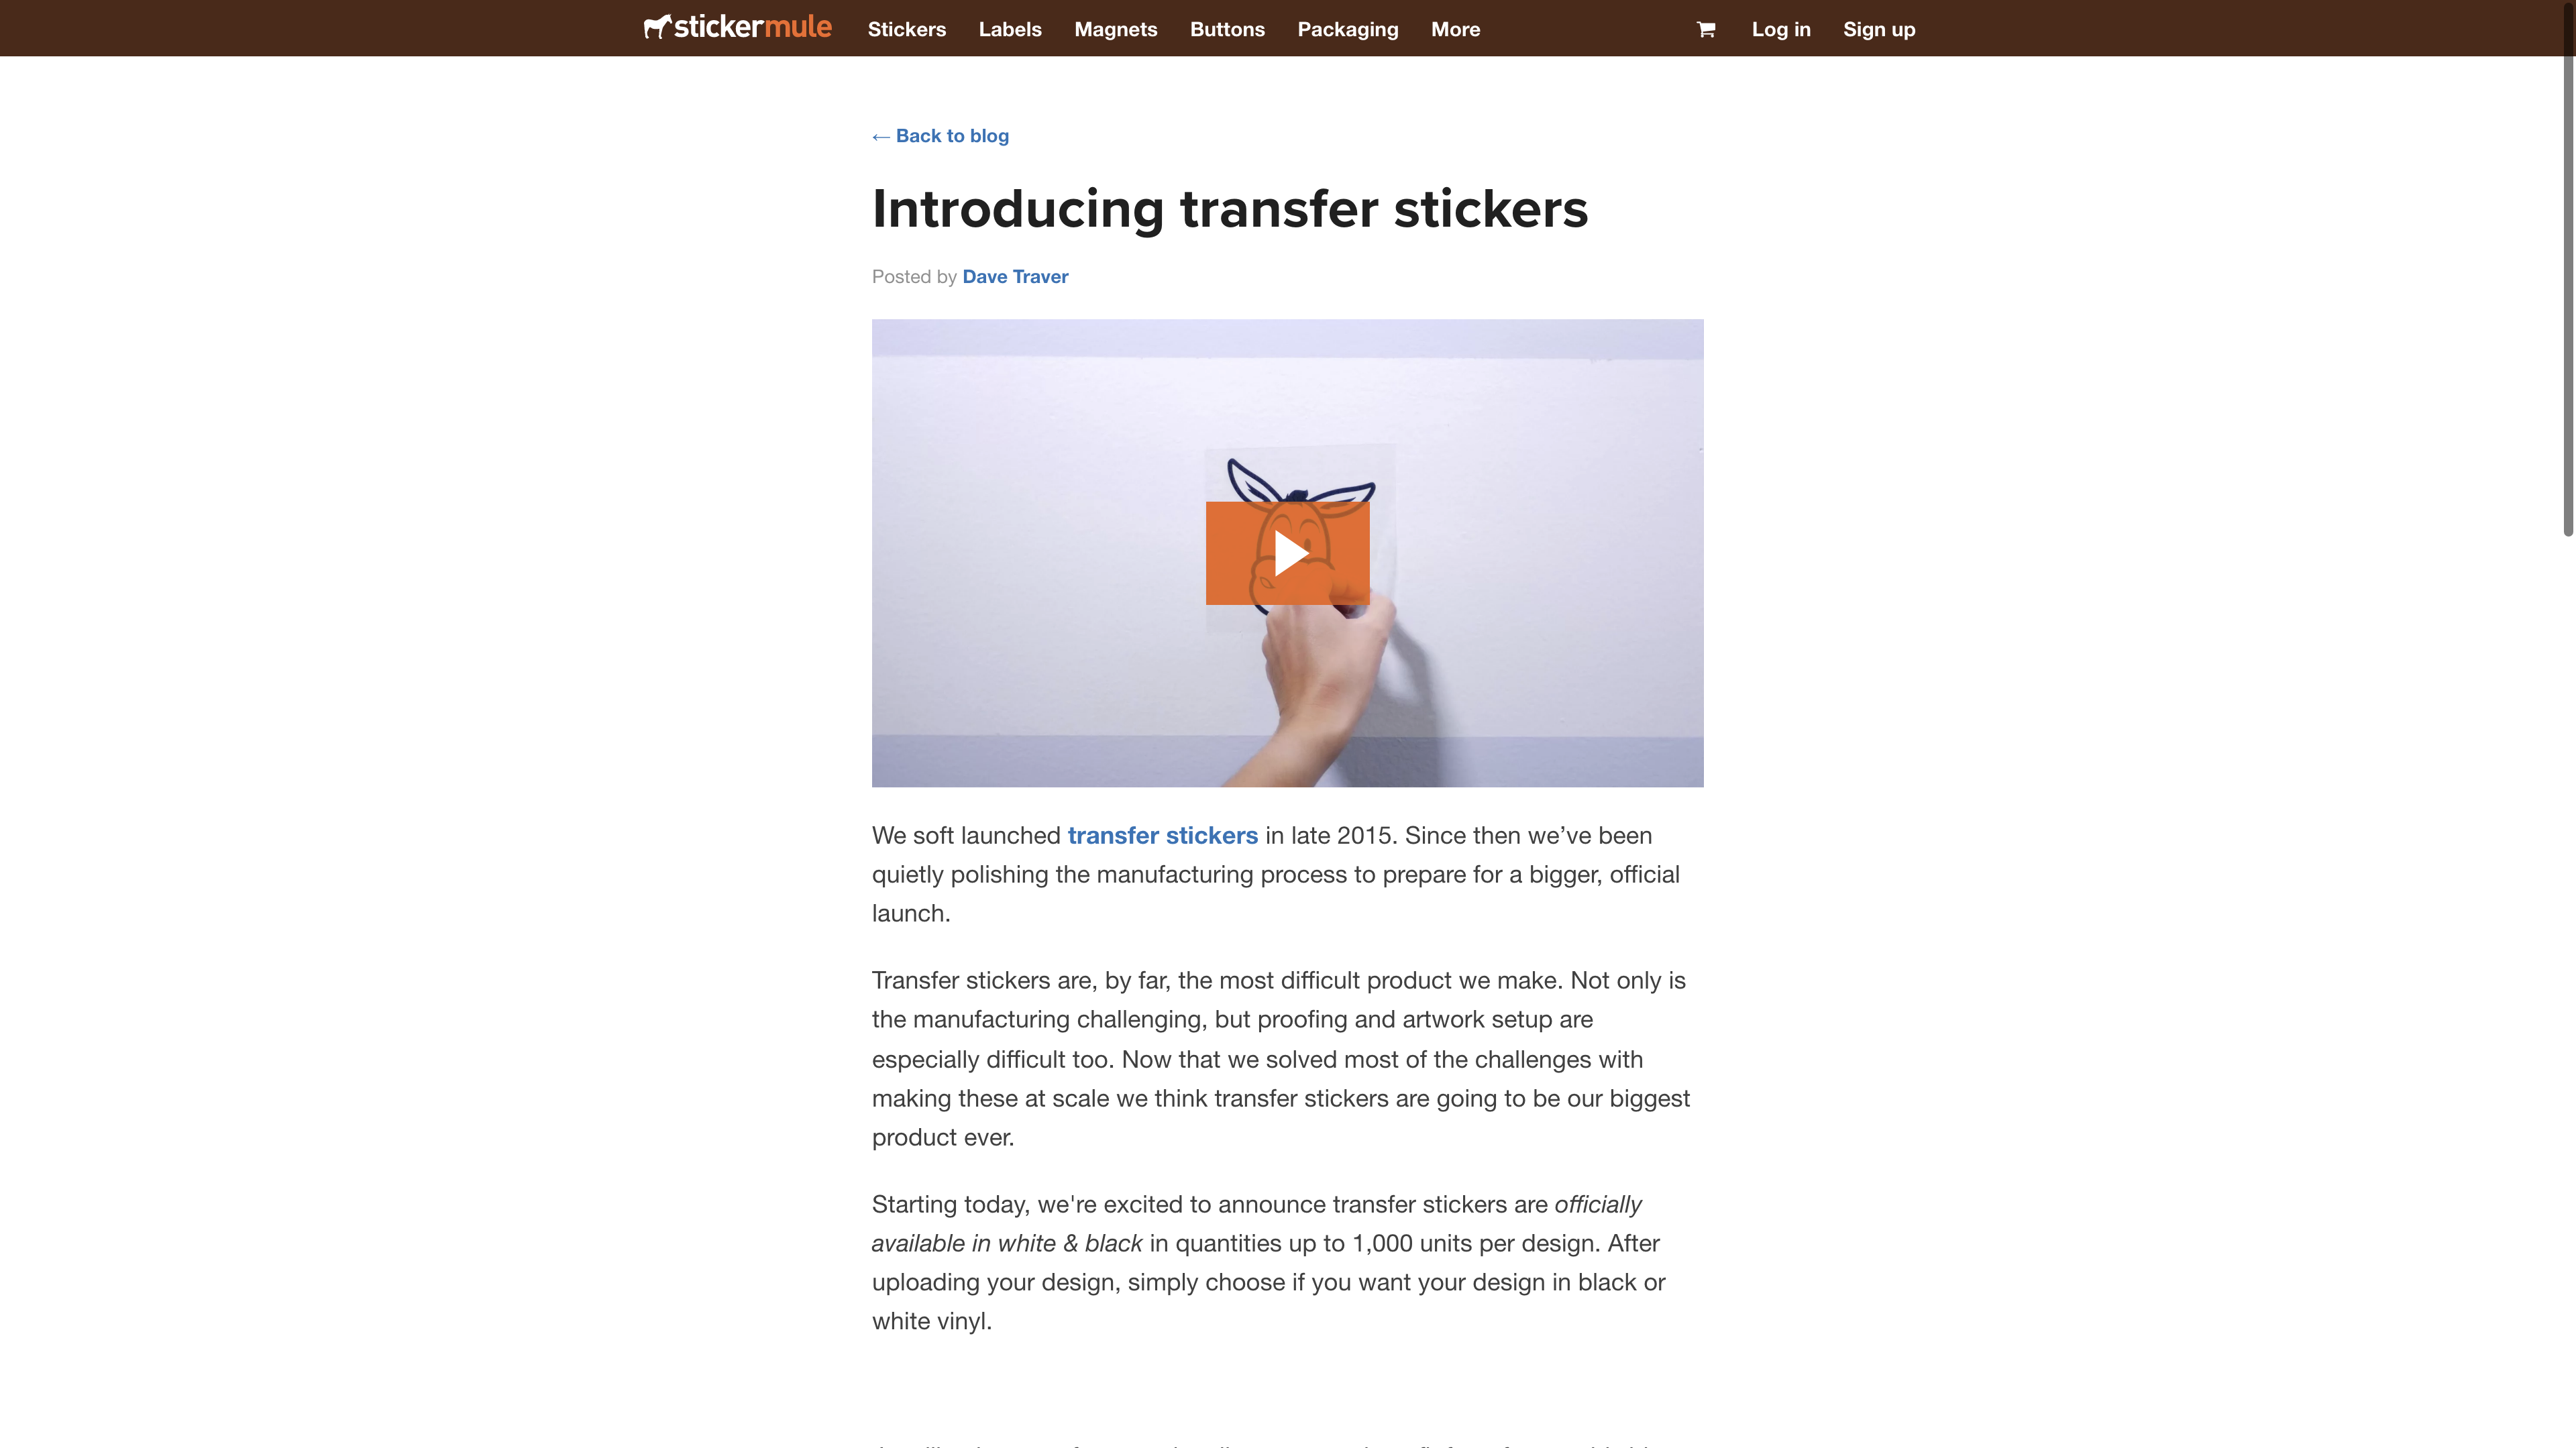 stickermule Stickers Labels Magnets Buttons Packaging More Log in Sign up
← Back to blog
Introducing transfer stickers
Posted by Dave Traver
We soft launched transfer stickers in late 2015. Since then we’ve been
quietly polishing the manufacturing process to prepare for a bigger, official
launch.
Transfer stickers are, by far, the most difficult product we make. Not only is
the manufacturing challenging, but proofing and artwork setup are
especially difficult too. Now that we solved most of the challenges with
making these at scale we think transfer stickers are going to be our biggest
product ever.
Starting today, we're excited to announce transfer stickers are officially
available in white & black in quantities up to 1,000 units per design. After
uploading your design, simply choose if you want your design in black or
white vinyl.